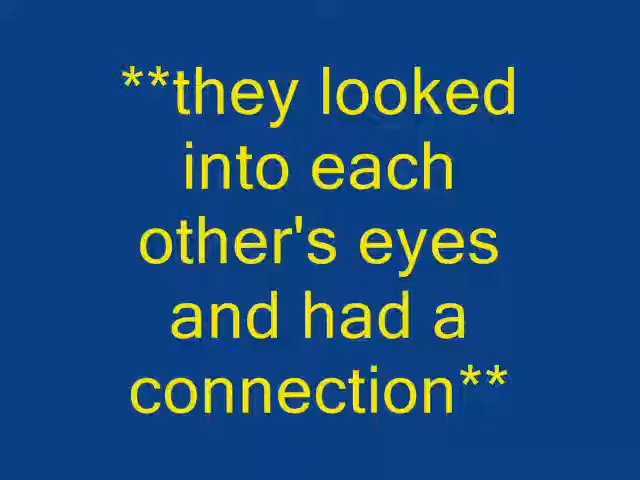 **they looked
into each
other's eyes
and had a
connection**